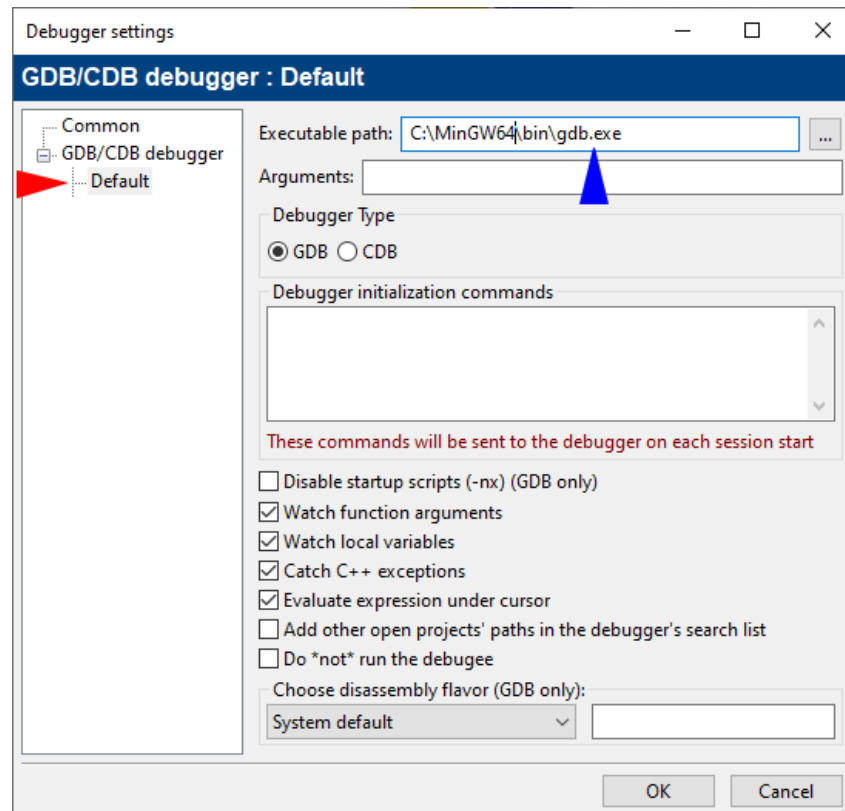 Debugger settings
GDB/CDB debugger : Default
Common
GDB/CDB debugger
Default
Executable path: C:\MinGW64\bin\gdb.exe ...
Arguments:
Debugger Type
GDB CDB
Debugger initialization commands
These commands will be sent to the debugger on each session start
Disable startup scripts (-nx) (GDB only)
Watch function arguments
Watch local variables
Catch C++ exceptions
Evaluate expression under cursor
Add other open projects' paths in the debugger's search list
Do *not* run the debugee
Choose disassembly flavor (GDB only):
System default
OK Cancel